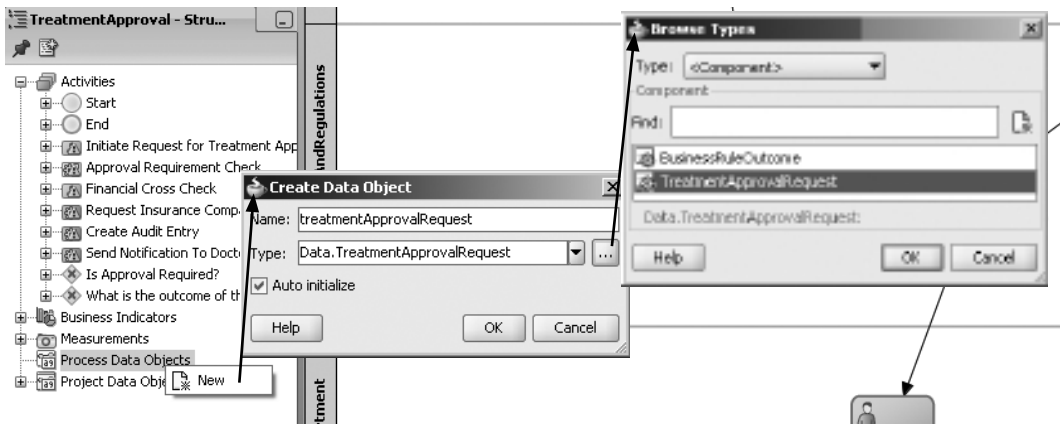 TreatmentApproval - Stru...
Activities
Start
End
Initiate Request for Treatment App
Approval Requirement Check
Financial Cross Check
Request Insurance Comp
Create Audit Entry
Send Notification To Docto
Is Approval Required?
What is the outcome of th
Business Indicators
Measurements
Process Data Objects
Project Data Obje
New
AndRegulations
tment
Create Data Object
Name: treatmentApprovalRequest
Type: Data.TreatmentApprovalRequest ...
Auto initialize
Help OK Cancel
Browse Types
Type: <Component>
Component
Find:
BusinessRuleOutcome
TreatmentApprovalRequest
Data.TreatmentApprovalRequest:
Help OK Cancel